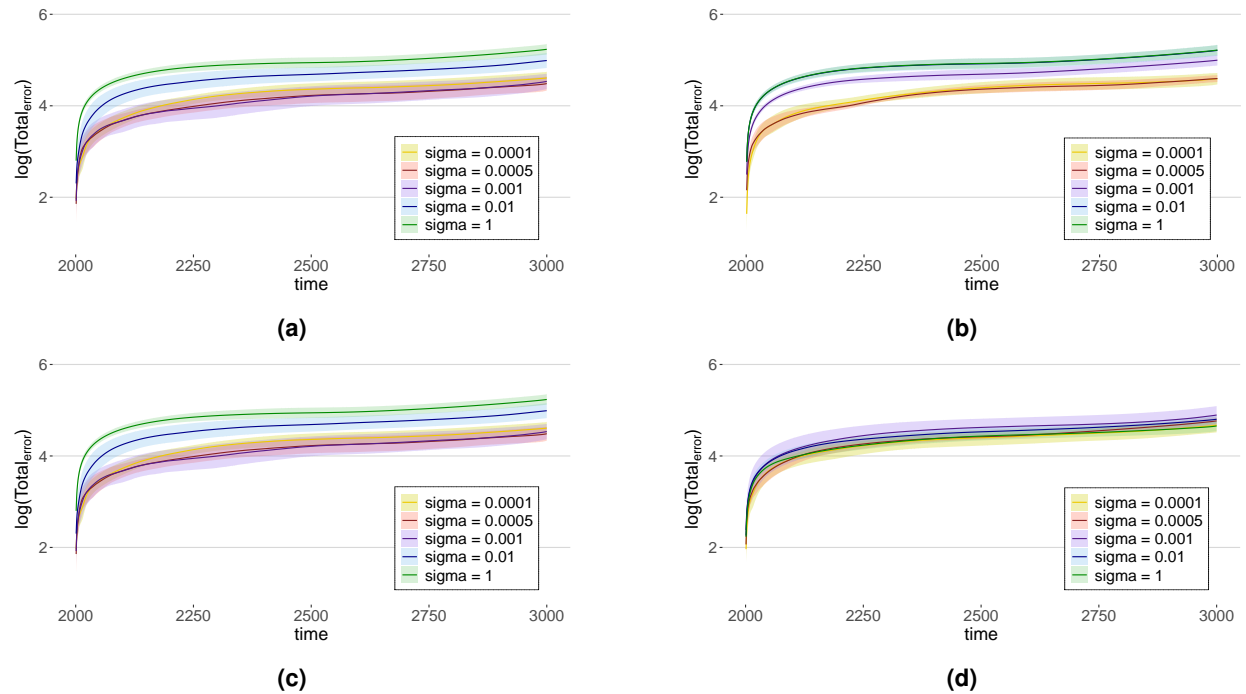 6
4
2
log(Total_error)
sigma = 0.0001
sigma = 0.0005
sigma = 0.001
sigma = 0.01
sigma = 1
2000 2250 2500 2750 3000
time
(a)
6
4
2
log(Total_error)
sigma = 0.0001
sigma = 0.0005
sigma = 0.001
sigma = 0.01
sigma = 1
2000 2250 2500 2750 3000
time
(b)
6
4
2
log(Total_error)
sigma = 0.0001
sigma = 0.0005
sigma = 0.001
sigma = 0.01
sigma = 1
2000 2250 2500 2750 3000
time
(c)
6
4
2
log(Total_error)
sigma = 0.0001
sigma = 0.0005
sigma = 0.001
sigma = 0.01
sigma = 1
2000 2250 2500 2750 3000
time
(d)